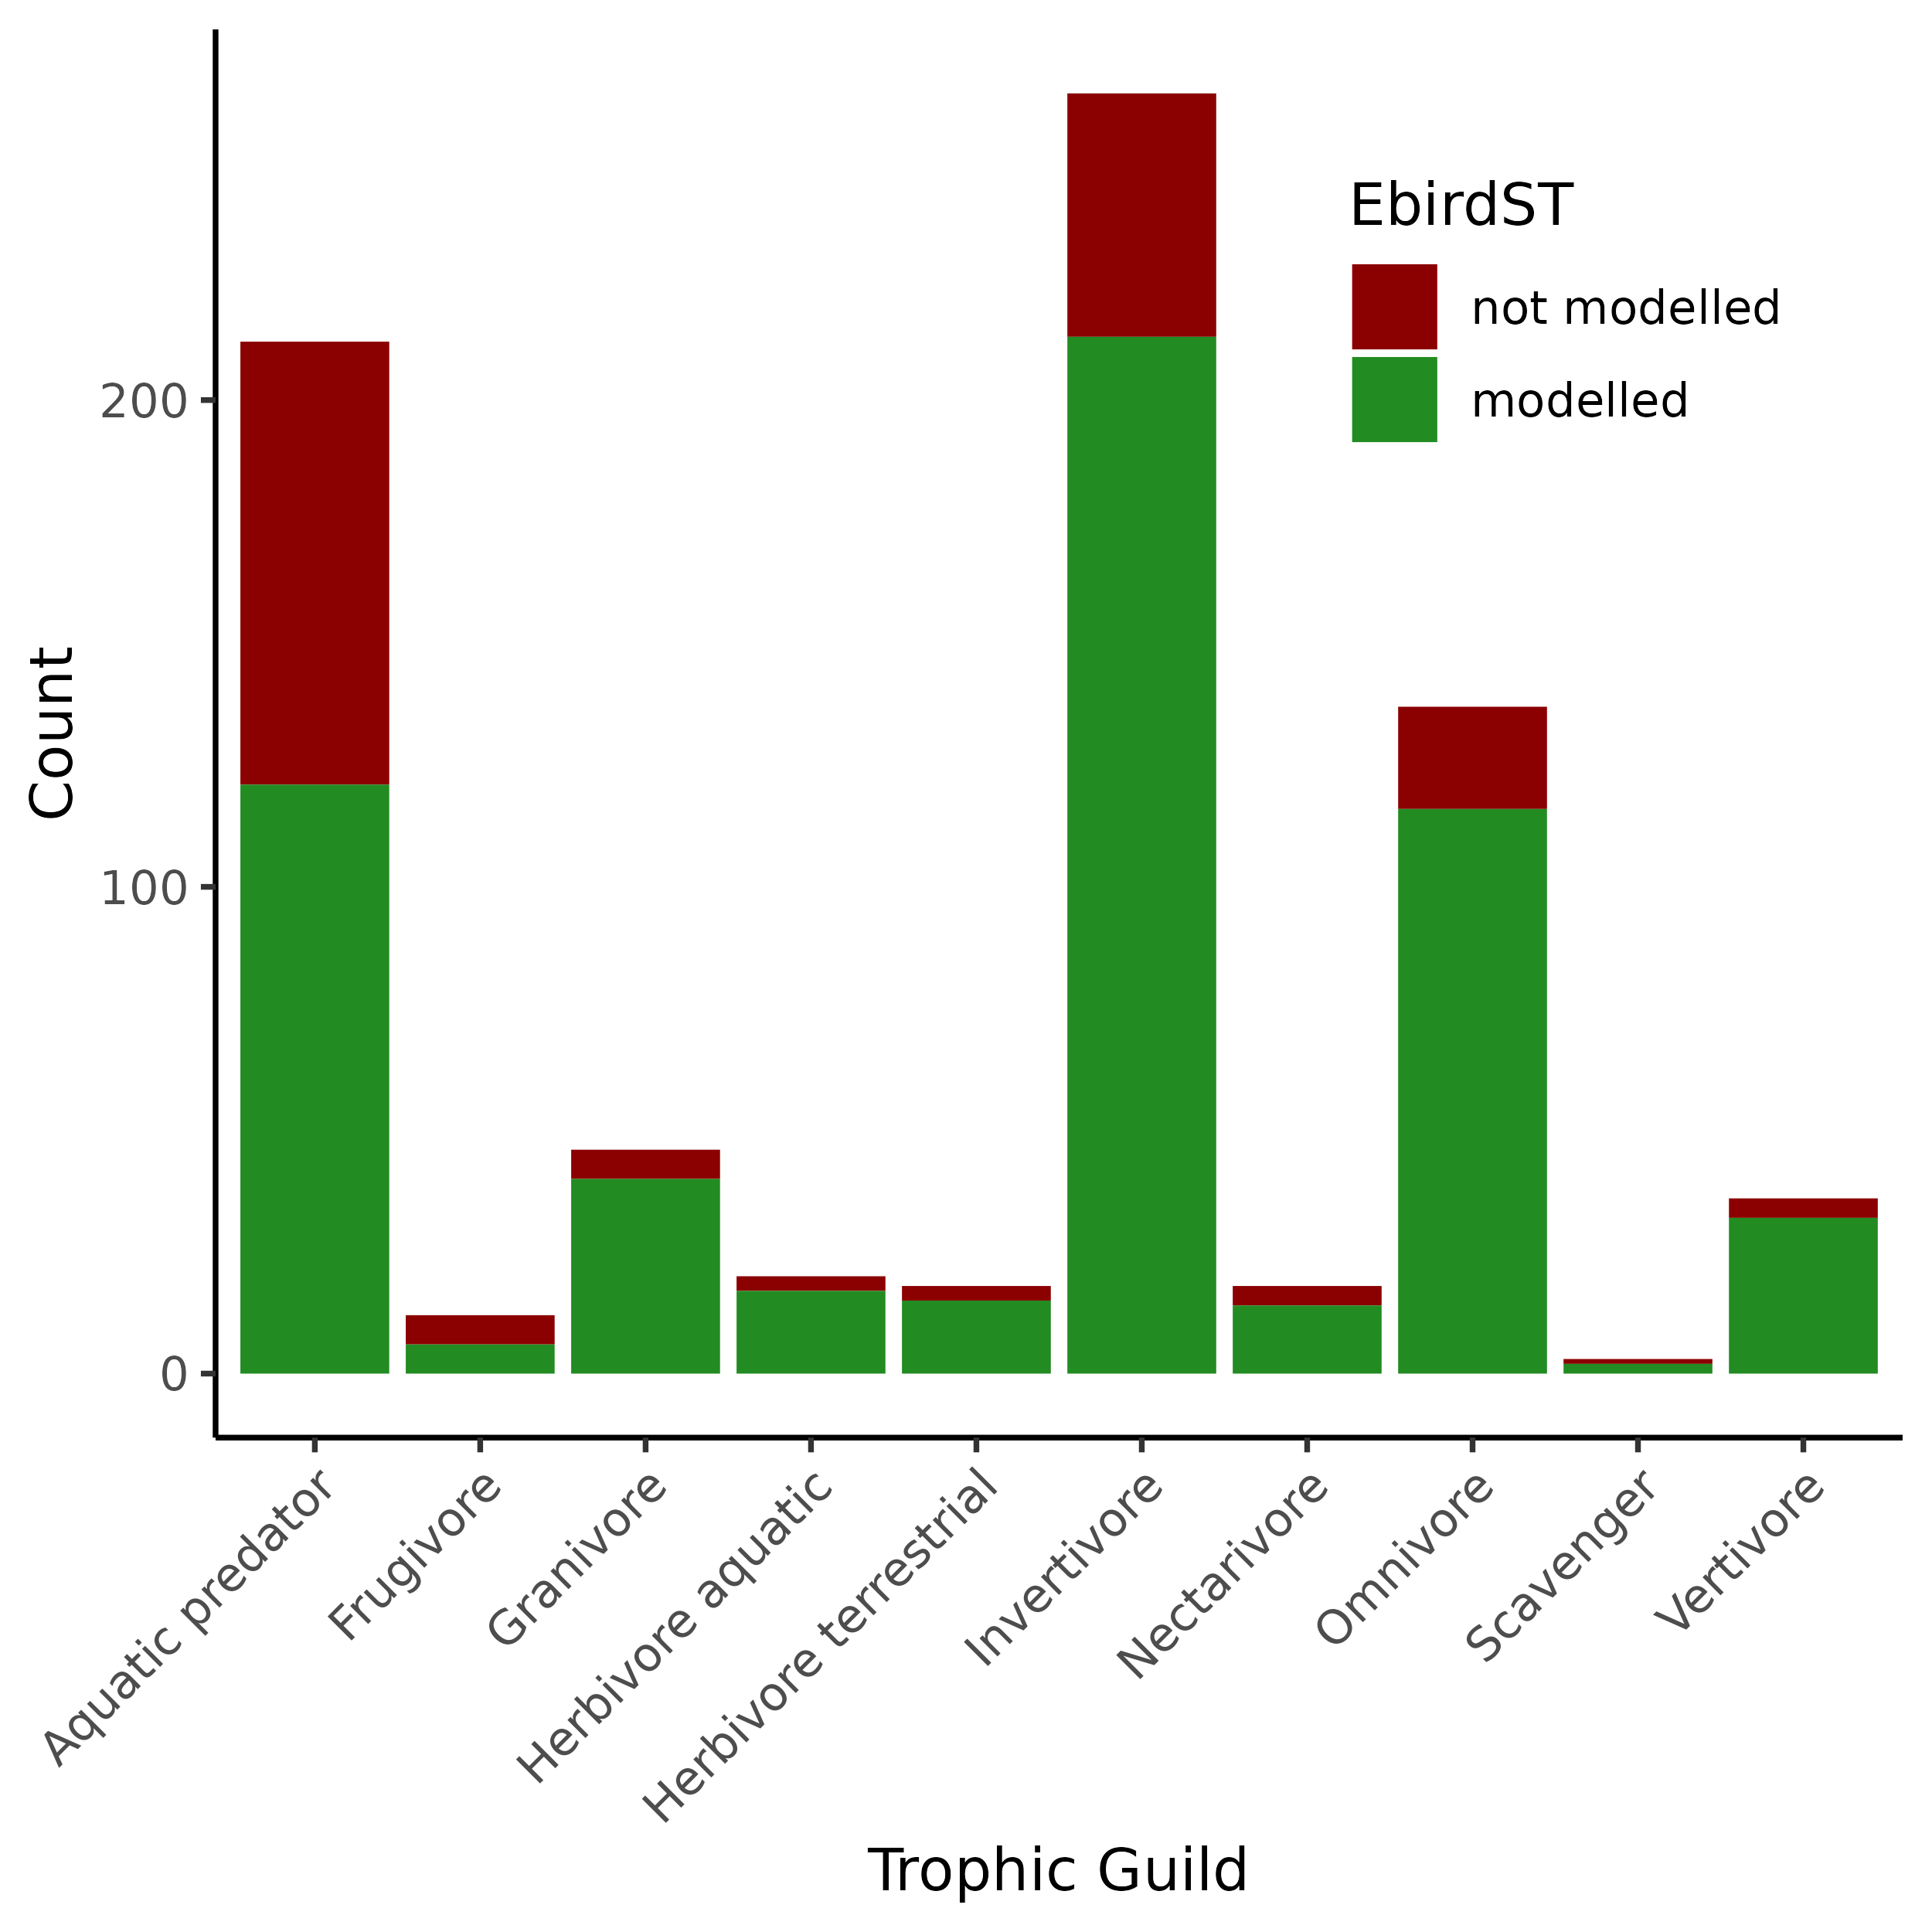 EbirdST
not modelled
modelled
Count
200
100
0
Aquatic predator
Frugivore
Granivore
Herbivore aquatic
Herbivore terrestrial
Invertivore
Nectarivore
Omnivore
Scavenger
Vertivore
Trophic Guild